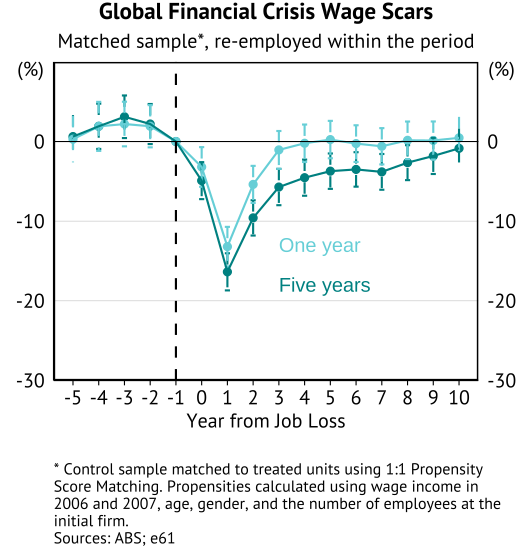 Global Financial Crisis Wage Scars
Matched sample*, re-employed within the period
(%) (%)
0 0
-10 -10
One year
Five years
-20 -20
-30 -30
-5 -4 -3 -2 -1 0 1 2 3 4 5 6 7 8 9 10
Year from Job Loss
* Control sample matched to treated units using 1:1 Propensity
Score Matching. Propensities calculated using wage income in
2006 and 2007, age, gender, and the number of employees at the
initial firm.
Sources: ABS; e61